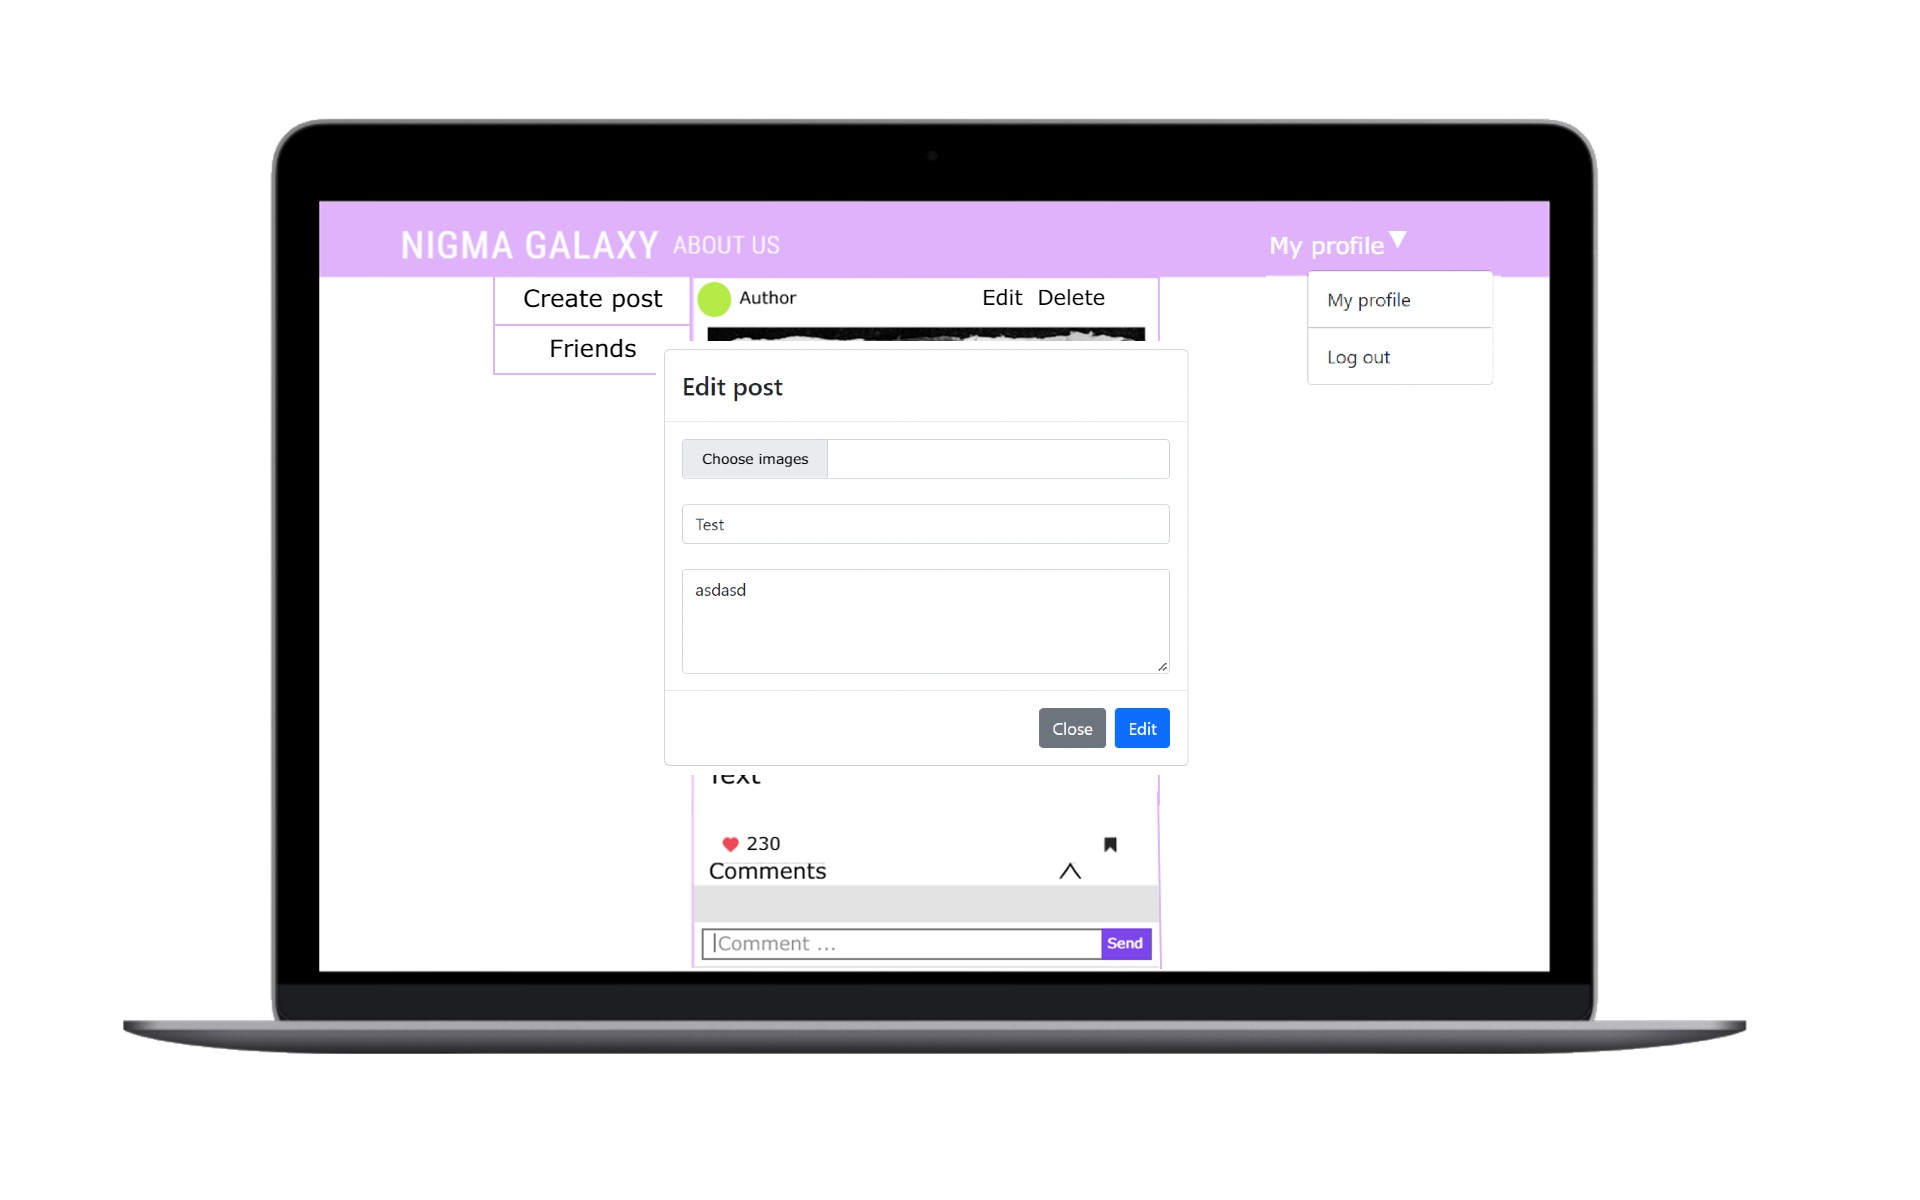 NIGMA GALAXY ABOUT US My profile
Create post
Friends
Author Edit Delete
My profile
Log out
Edit post
Choose images
Test
asdasd
Close Edit
Text
230
Comments
Comment ...
Send